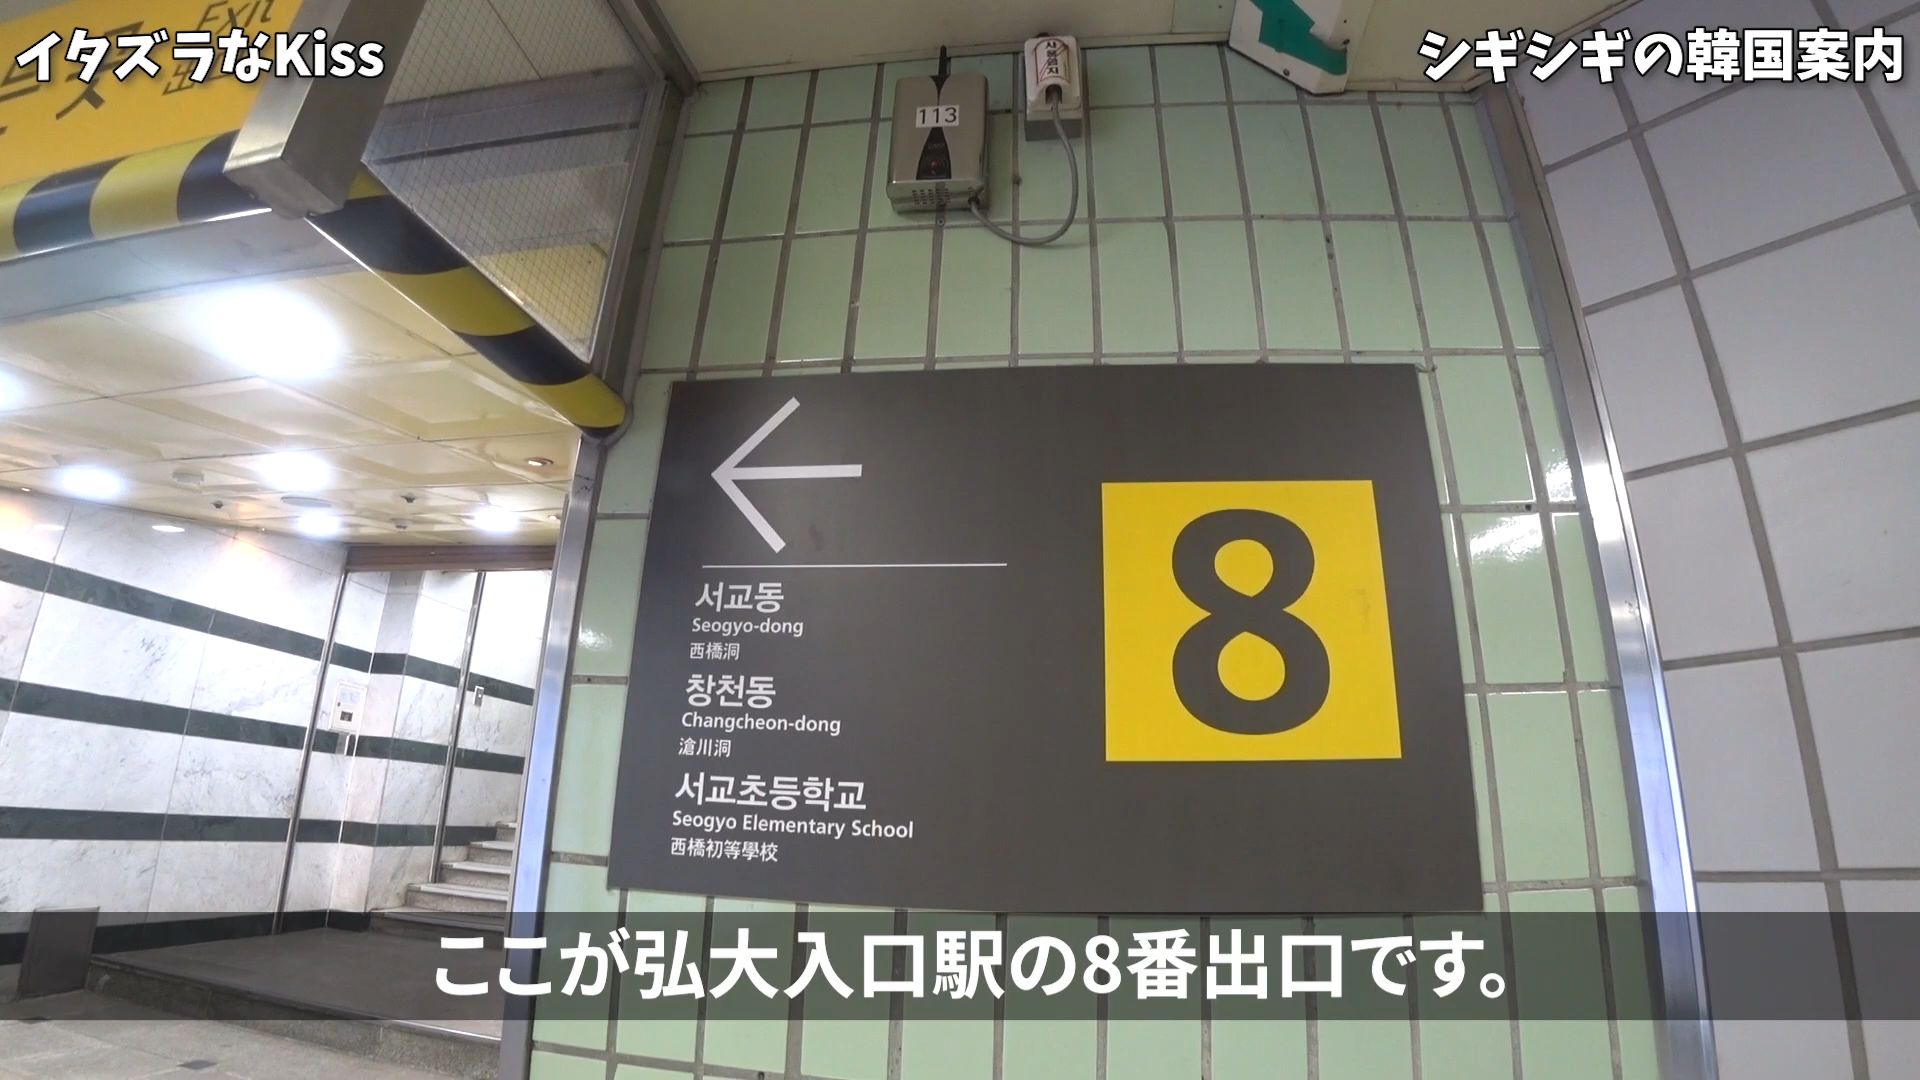 イタズラなKiss
シギシギの韓国案内
Exit
113
8
서교동
Seogyo-dong
西橋洞
창천동
Changcheon-dong
滄川洞
서교초등학교
Seogyo Elementary School
西橋初等學校
ここが弘大入口駅の8番出口です。